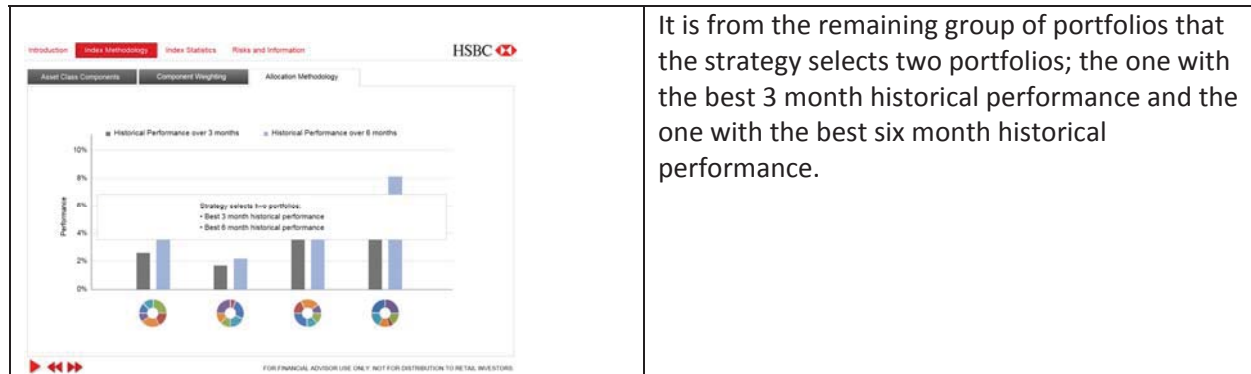 Introduction Index Methodology Index Statistics Risks and Information HSBC
Asset Class Components Component Weighting Allocation Methodology
Historical Performance over 3 months Historical Performance over 6 months
10%
8%
6%
4%
2%
0%
Performance
Strategy selects two portfolios:
• Best 3 month historical performance
• Best 6 month historical performance
FOR FINANCIAL ADVISOR USE ONLY. NOT FOR DISTRIBUTION TO RETAIL INVESTORS.
It is from the remaining group of portfolios that
the strategy selects two portfolios; the one with
the best 3 month historical performance and the
one with the best six month historical
performance.